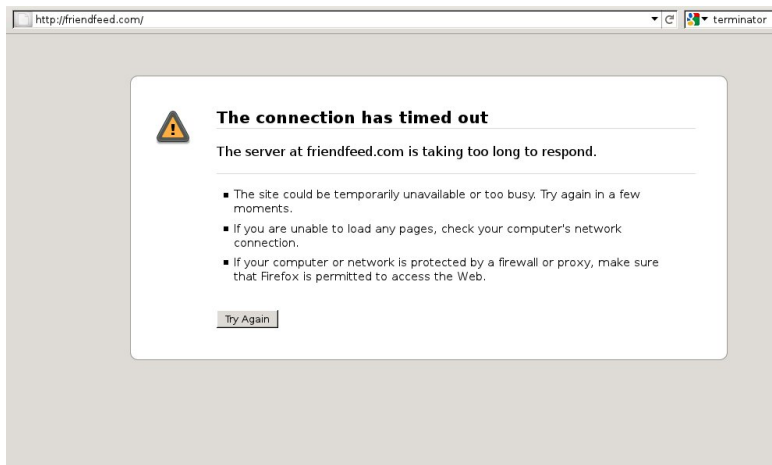 http://friendfeed.com/ terminator
The connection has timed out
The server at friendfeed.com is taking too long to respond.
The site could be temporarily unavailable or too busy. Try again in a few
moments.
If you are unable to load any pages, check your computer's network
connection.
If your computer or network is protected by a firewall or proxy, make sure
that Firefox is permitted to access the Web.
Try Again